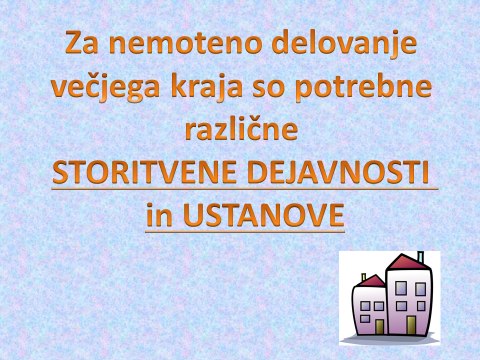 Za nemoteno delovanje
večjega kraja so potrebne
različne
STORITVENE DEJAVNOSTI
in USTANOVE